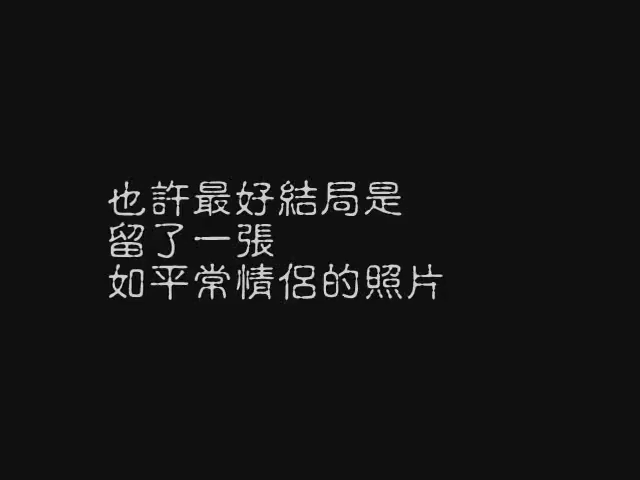 也許最好結局是
留了一張
如平常情侶的照片